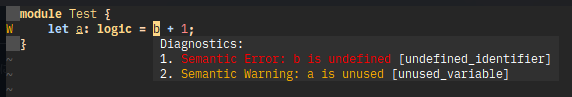 module Test {
W let a: logic = b + 1;
}
Diagnostics:
1. Semantic Error: b is undefined [undefined_identifier]
~
2. Semantic Warning: a is unused [unused_variable]
~
~